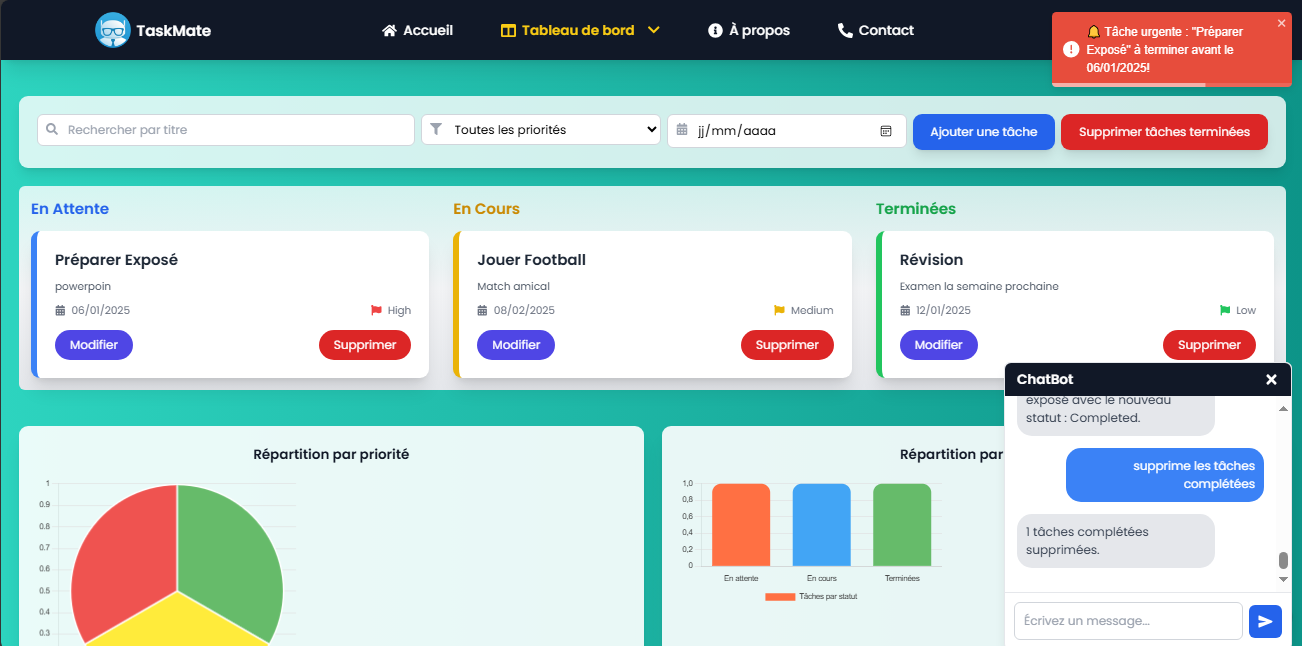 TaskMate
Accueil
Tableau de bord
À propos
Contact
🔔 Tâche urgente : "Préparer
Exposé" à terminer avant le
06/01/2025!
Rechercher par titre
Toutes les priorités
jj/mm/aaaa
Ajouter une tâche
Supprimer tâches terminées
En Attente
Préparer Exposé
powerpoin
06/01/2025
High
Modifier
Supprimer
En Cours
Jouer Football
Match amical
08/02/2025
Medium
Modifier
Supprimer
Terminées
Révision
Examen la semaine prochaine
12/01/2025
Low
Modifier
Supprimer
Répartition par priorité
1
0.9
0.8
0.7
0.6
0.5
0.4
0.3
Répartition par
1,0
0,8
0,6
0,4
0,2
0
En attente
En cours
Terminées
Tâches par statut
ChatBot
exposé avec le nouveau
statut : Completed.
supprime les tâches
complétées
1 tâches complétées
supprimées.
Écrivez un message...